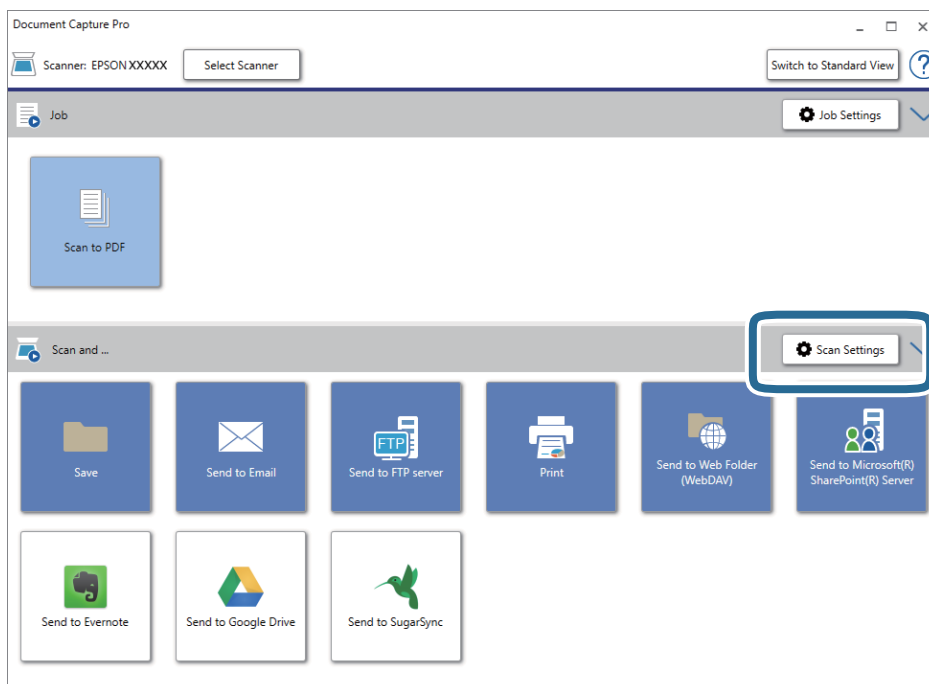 Document Capture Pro
Scanner: EPSON XXXXX
Select Scanner
Switch to Standard View
?
Job
Job Settings
Scan to PDF
Scan and ...
Scan Settings
Save
Send to Email
FTP
Send to FTP server
Print
Send to Web Folder
(WebDAV)
Send to Microsoft(R)
SharePoint(R) Server
Send to Evernote
Send to Google Drive
Send to SugarSync